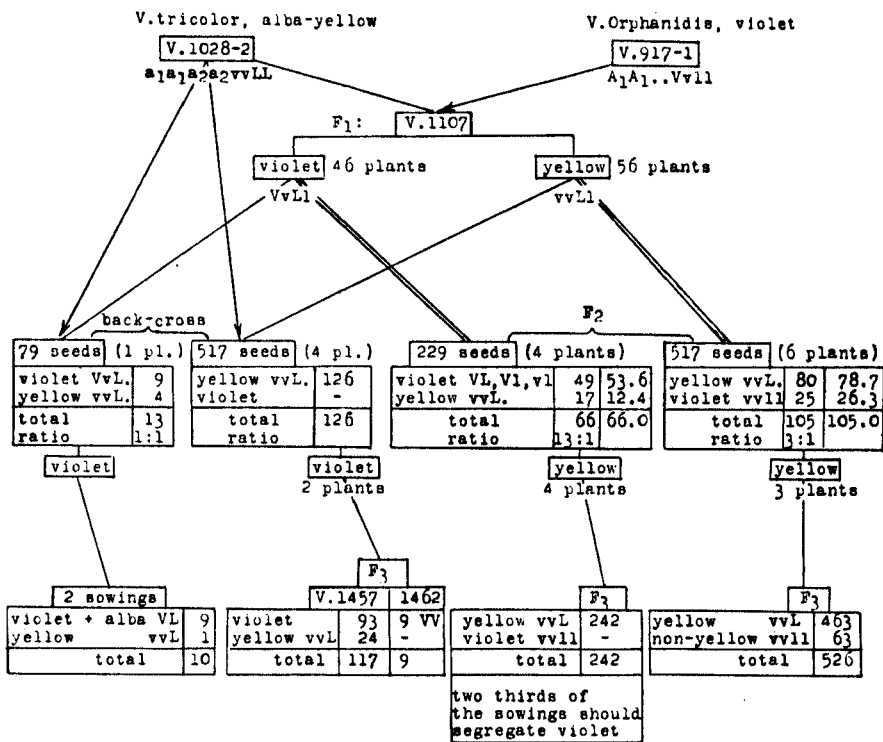 V.tricolor, alba-yellow
V.Orphanidis, violet
V.1028-2
V.917-1
a1a1a2a2vvLL
A1A1..Vvll
F1: V.1107
violet 46 plants
yellow 56 plants
VvLl
vvLl
back-cross
F2
79 seeds (1 pl.)
violet VvL. 9
yellow vvL. 4
total 13
ratio 1:1
517 seeds (4 pl.)
yellow vvL. 126
violet -
total 126
ratio
229 seeds (4 plants)
violet VL,Vl,vl 49 53.6
yellow vvL. 17 12.4
total 66 66.0
ratio 13:1
517 seeds (6 plants)
yellow vvL. 80 78.7
violet vvll 25 26.3
total 105 105.0
ratio 3:1
violet
violet
2 plants
yellow
4 plants
yellow
3 plants
2 sowings
violet + alba VL 9
yellow vvL 1
total 10
F3
V.1457 1462
violet 93 9 VV
yellow vvL 24 -
total 117 9
F3
yellow vvL 242
violet vvll -
total 242
two thirds of
the sowings should
segregate violet
F3
yellow vvL 463
non-yellow vvll 63
total 526